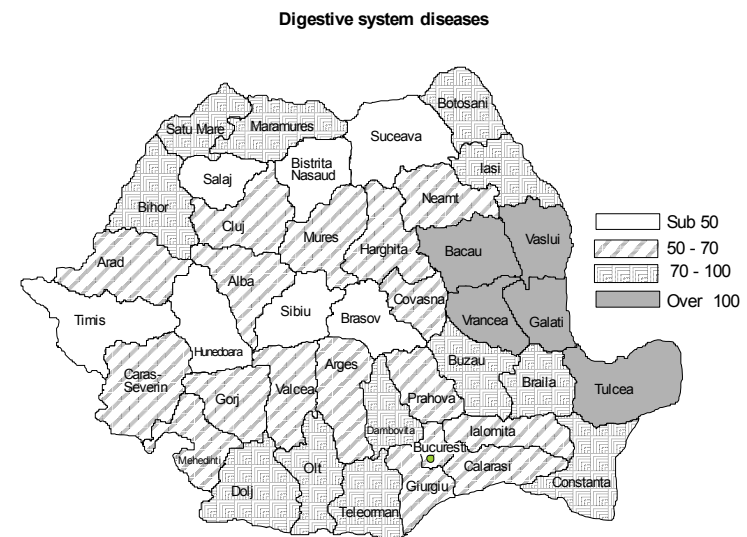 Digestive system diseases
Botosani
Satu Mare
Maramures
Suceava
Iasi
Bistrita
Nasaud
Salaj
Neamt
Bihor
Cluj
Mures
Harghita
Bacau
Vaslui
Sub 50
50 - 70
70 - 100
Over 100
Arad
Alba
Covasna
Timis
Sibiu
Brasov
Vrancea
Galati
Hunedoara
Caras-
Severin
Gorj
Valcea
Arges
Buzau
Prahova
Braila
Tulcea
Dambovita
Ialomita
Bucuresti
Mehedinti
Calarasi
Olt
Dolj
Giurgiu
Constanta
Teleorman